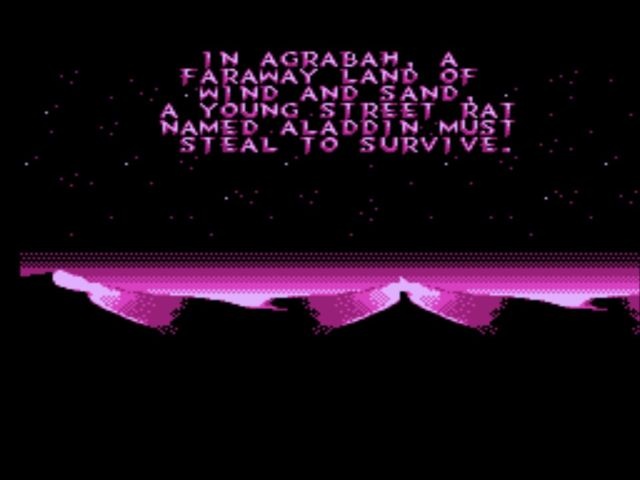 IN AGRABAH, A
FARAWAY LAND OF
WIND AND SAND,
A YOUNG STREET RAT
NAMED ALADDIN MUST
STEAL TO SURVIVE.